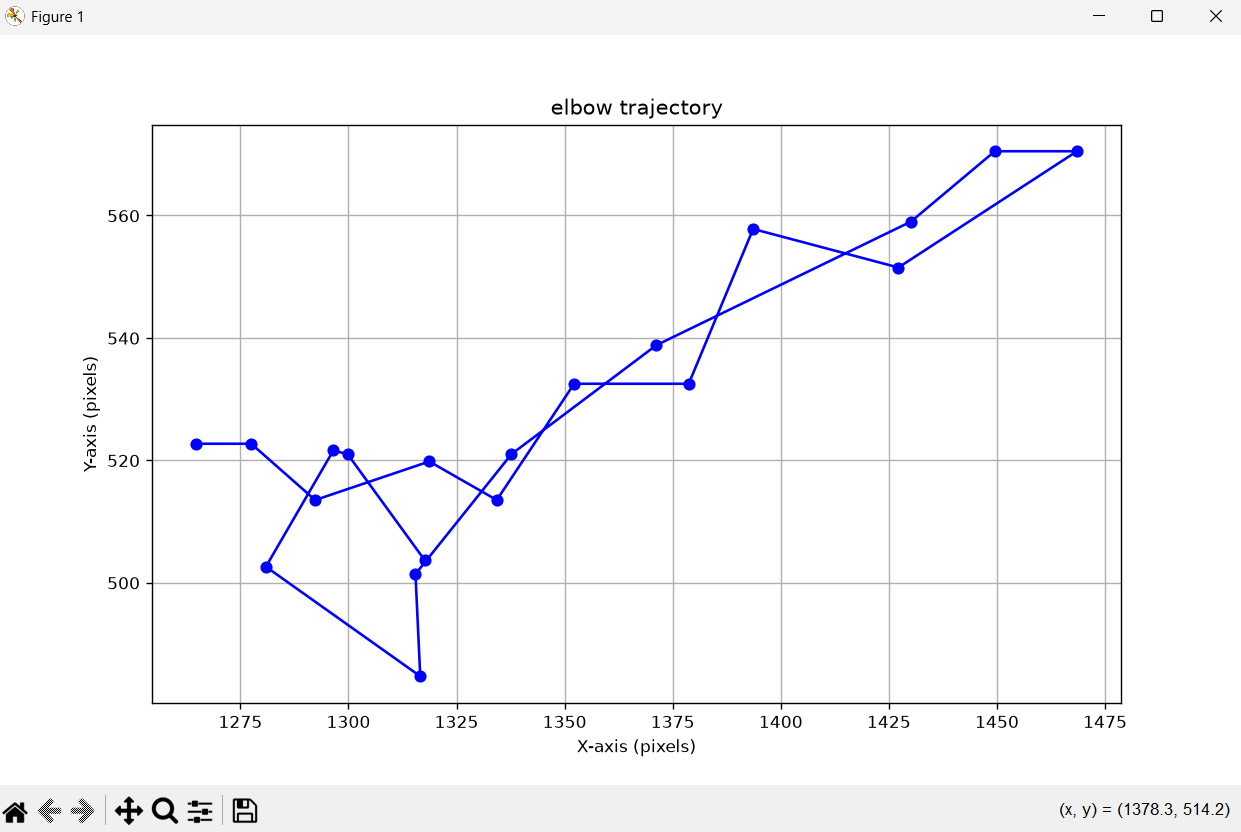 Figure 1
elbow trajectory
560
540
520
500
Y-axis (pixels)
1275 1300 1325 1350 1375 1400 1425 1450 1475
X-axis (pixels)
(x, y) = (1378.3, 514.2)